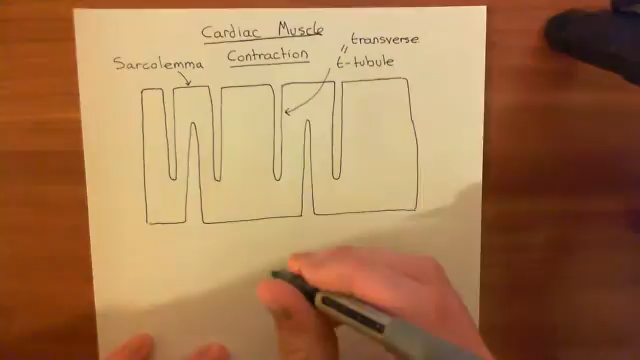 Cardiac Muscle
Contraction
Sarcolemma
" transverse
t-tubule